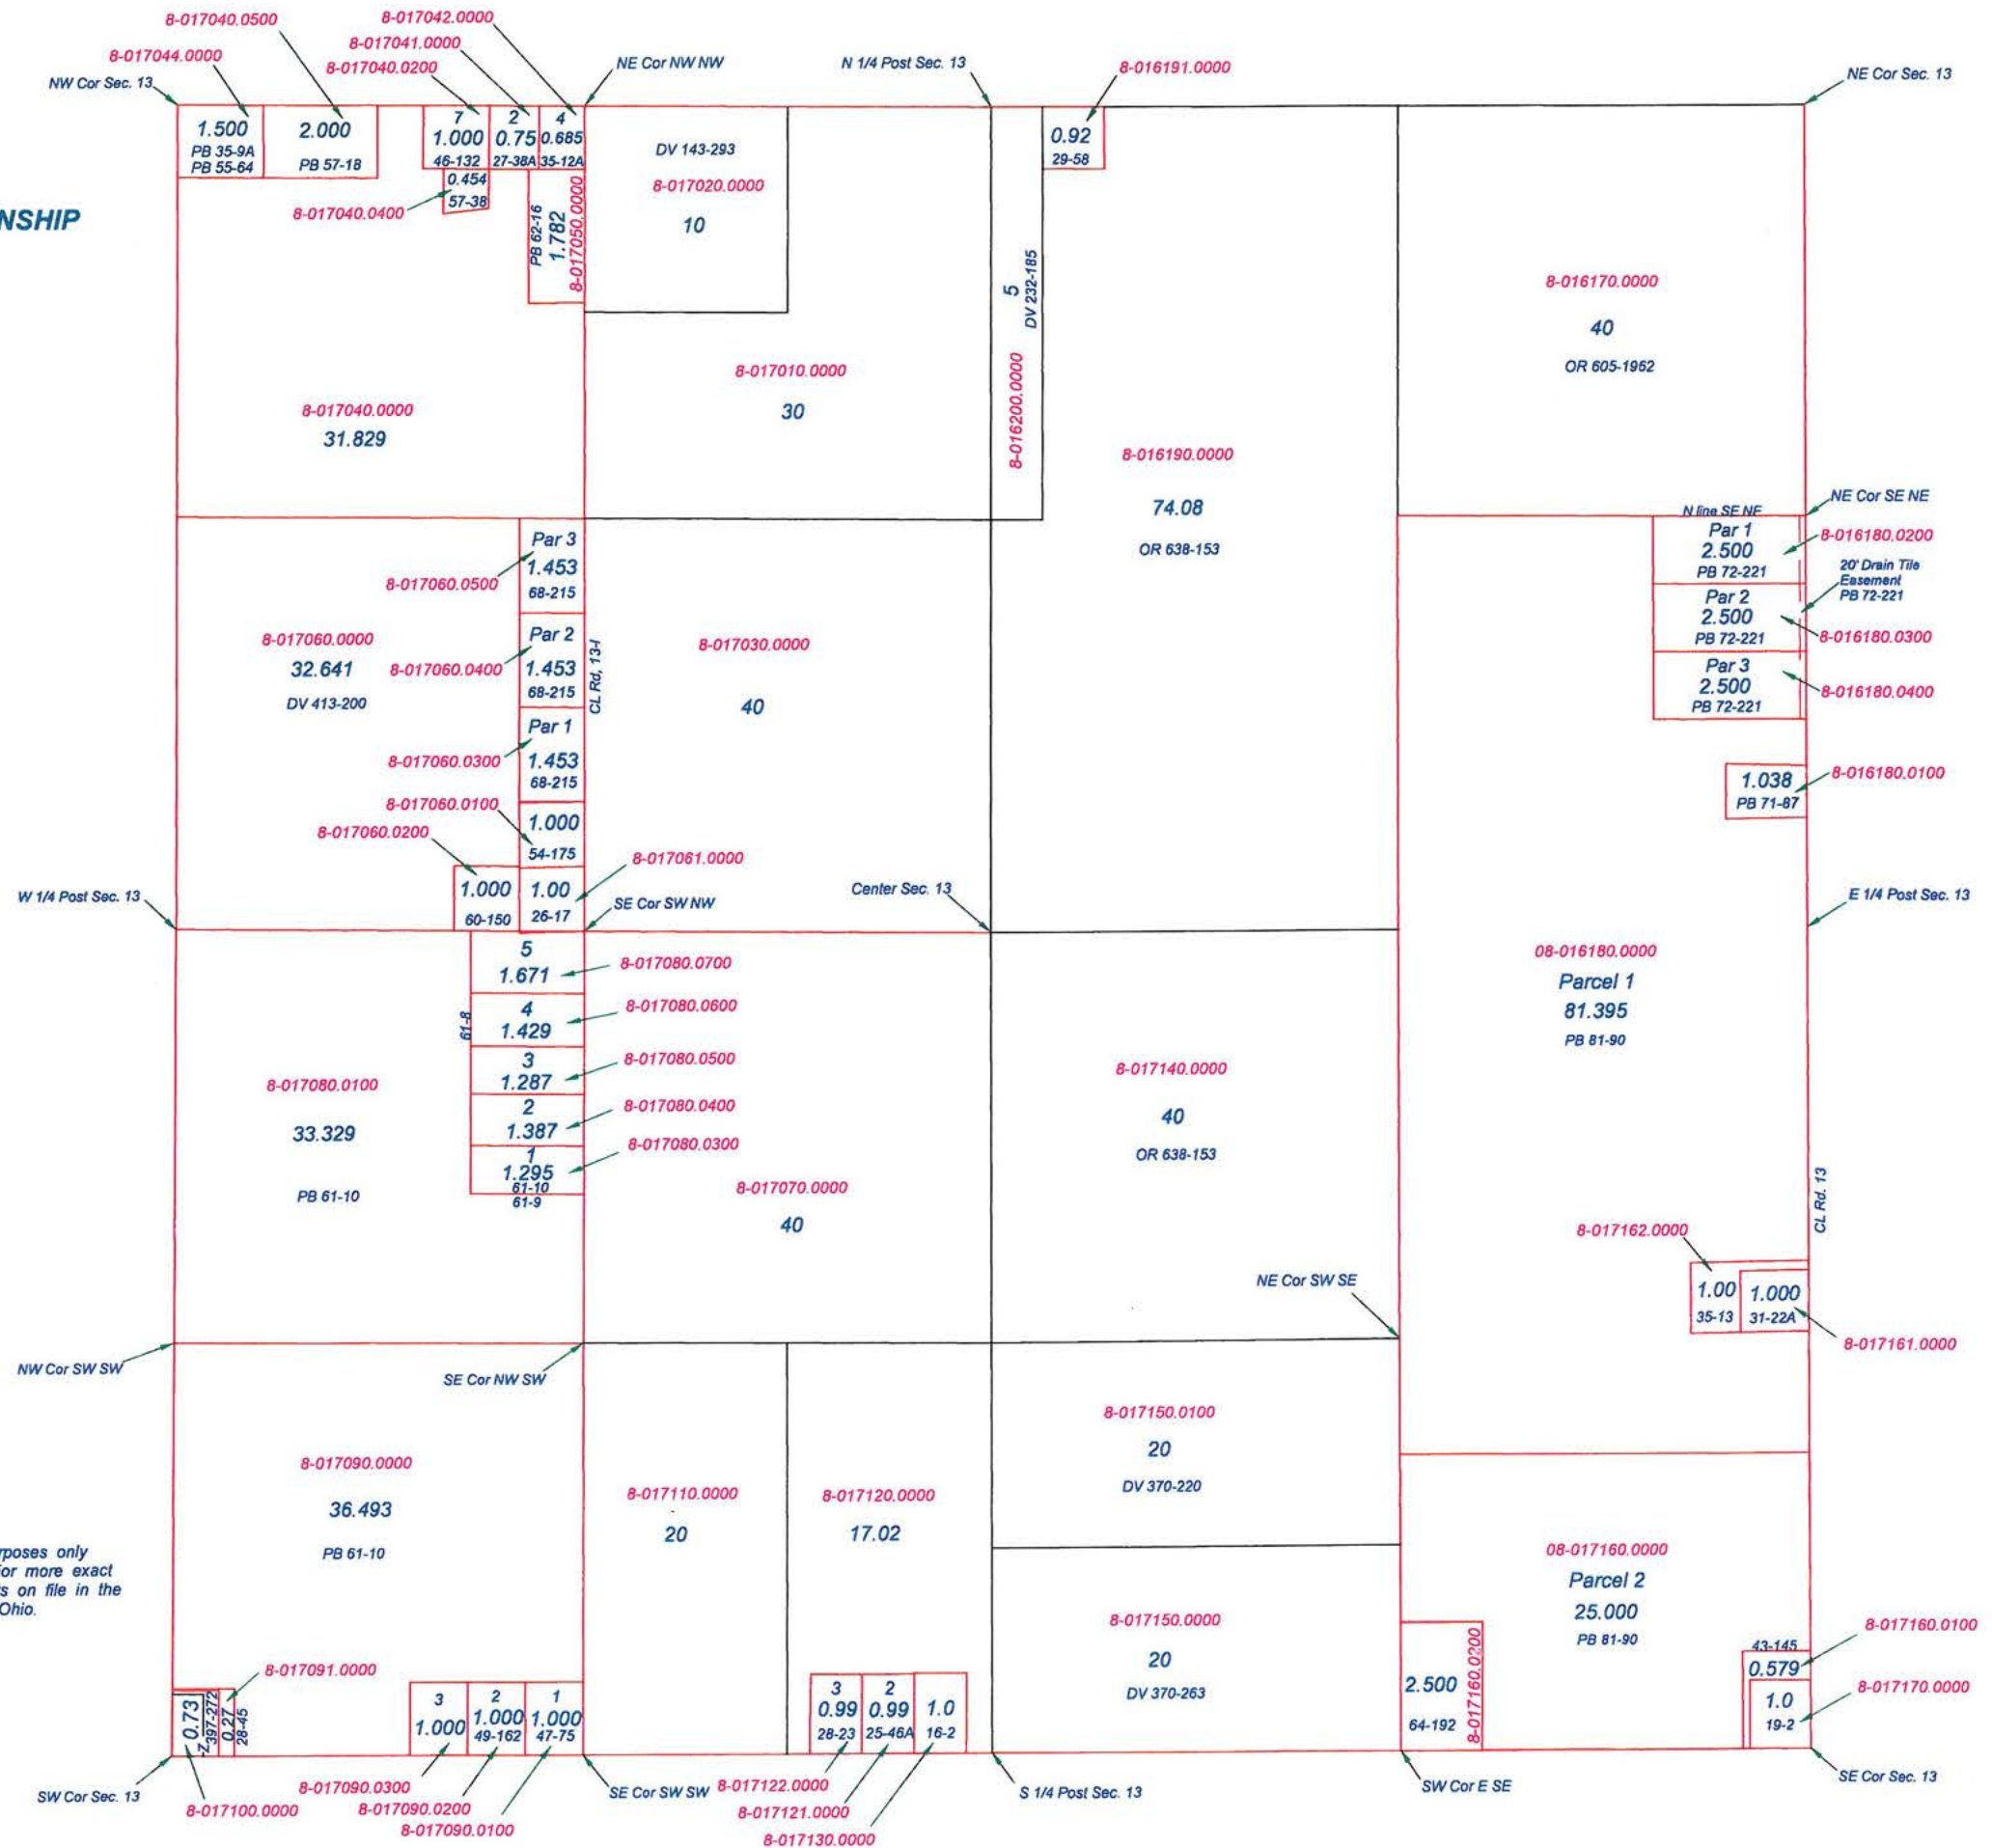 8-017040.0500
8-017042.0000
8-017044.0000
8-017041.0000
8-017040.0200
NW Cor Sec. 13
NE Cor NW NW
N 1/4 Post Sec. 13
8-016191.0000
NE Cor Sec. 13
1.500
PB 35-9A
PB 55-64
2.000
PB 57-18
7
1.000
46-132
2
0.75
27-38A
4
0.685
35-12A
0.454
57-38
8-017040.0400
PB 62-16
1.782
8-017050.0000
DV 143-293
8-017020.0000
10
0.92
29-58
NSHIP
5
DV 232-185
8-016200.0000
8-016170.0000
40
OR 605-1962
8-017040.0000
31.829
8-017010.0000
30
8-016190.0000
74.08
OR 638-153
NE Cor SE NE
N line SE NE
Par 1
2.500
PB 72-221
8-016180.0200
20' Drain Tile
Easement
PB 72-221
Par 2
2.500
PB 72-221
8-016180.0300
Par 3
2.500
PB 72-221
8-016180.0400
1.038
PB 71-87
8-016180.0100
Par 3
1.453
68-215
8-017060.0500
8-017060.0000
32.641
DV 413-200
Par 2
1.453
68-215
8-017060.0400
CL Rd, 13-I
8-017030.0000
40
Par 1
1.453
68-215
8-017060.0300
8-017060.0100
1.000
54-175
8-017060.0200
1.000
60-150
1.00
26-17
8-017061.0000
SE Cor SW NW
W 1/4 Post Sec. 13
Center Sec. 13
E 1/4 Post Sec. 13
5
1.671
8-017080.0700
4
1.429
8-017080.0600
61-8
3
1.287
8-017080.0500
2
1.387
8-017080.0400
1
1.295
61-10
61-9
8-017080.0300
8-017080.0100
33.329
PB 61-10
8-017070.0000
40
8-017140.0000
40
OR 638-153
08-016180.0000
Parcel 1
81.395
PB 81-90
CL Rd. 13
8-017162.0000
1.00
35-13
1.000
31-22A
8-017161.0000
NE Cor SW SE
NW Cor SW SW
SE Cor NW SW
8-017090.0000
36.493
PB 61-10
8-017110.0000
20
8-017120.0000
17.02
8-017150.0100
20
DV 370-220
8-017150.0000
20
DV 370-263
08-017160.0000
Parcel 2
25.000
PB 81-90
rposes only
or more exact
s on file in the
Ohio.
8-017091.0000
0.73
-Z
397-272
0.27
28-45
3
1.000
2
1.000
49-162
1
1.000
47-75
3
0.99
28-23
2
0.99
25-46A
1.0
16-2
2.500
64-192
8-017160.0200
43-145
0.579
8-017160.0100
1.0
19-2
8-017170.0000
SW Cor Sec. 13
8-017100.0000
8-017090.0300
8-017090.0200
8-017090.0100
SE Cor SW SW
8-017122.0000
8-017121.0000
8-017130.0000
S 1/4 Post Sec. 13
SW Cor E SE
SE Cor Sec. 13